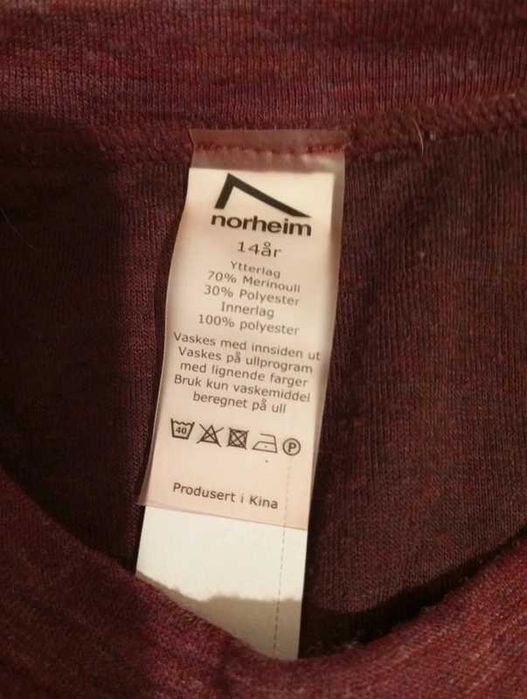 norheim
14år
Ytterlag
70% Merinoull
30% Polyester
Innerlag
100% polyester
Vaskes med innsiden ut
Vaskes på ullprogram
med lignende farger
Bruk kun vaskemiddel
beregnet på ull
40 P
Produsert i Kina